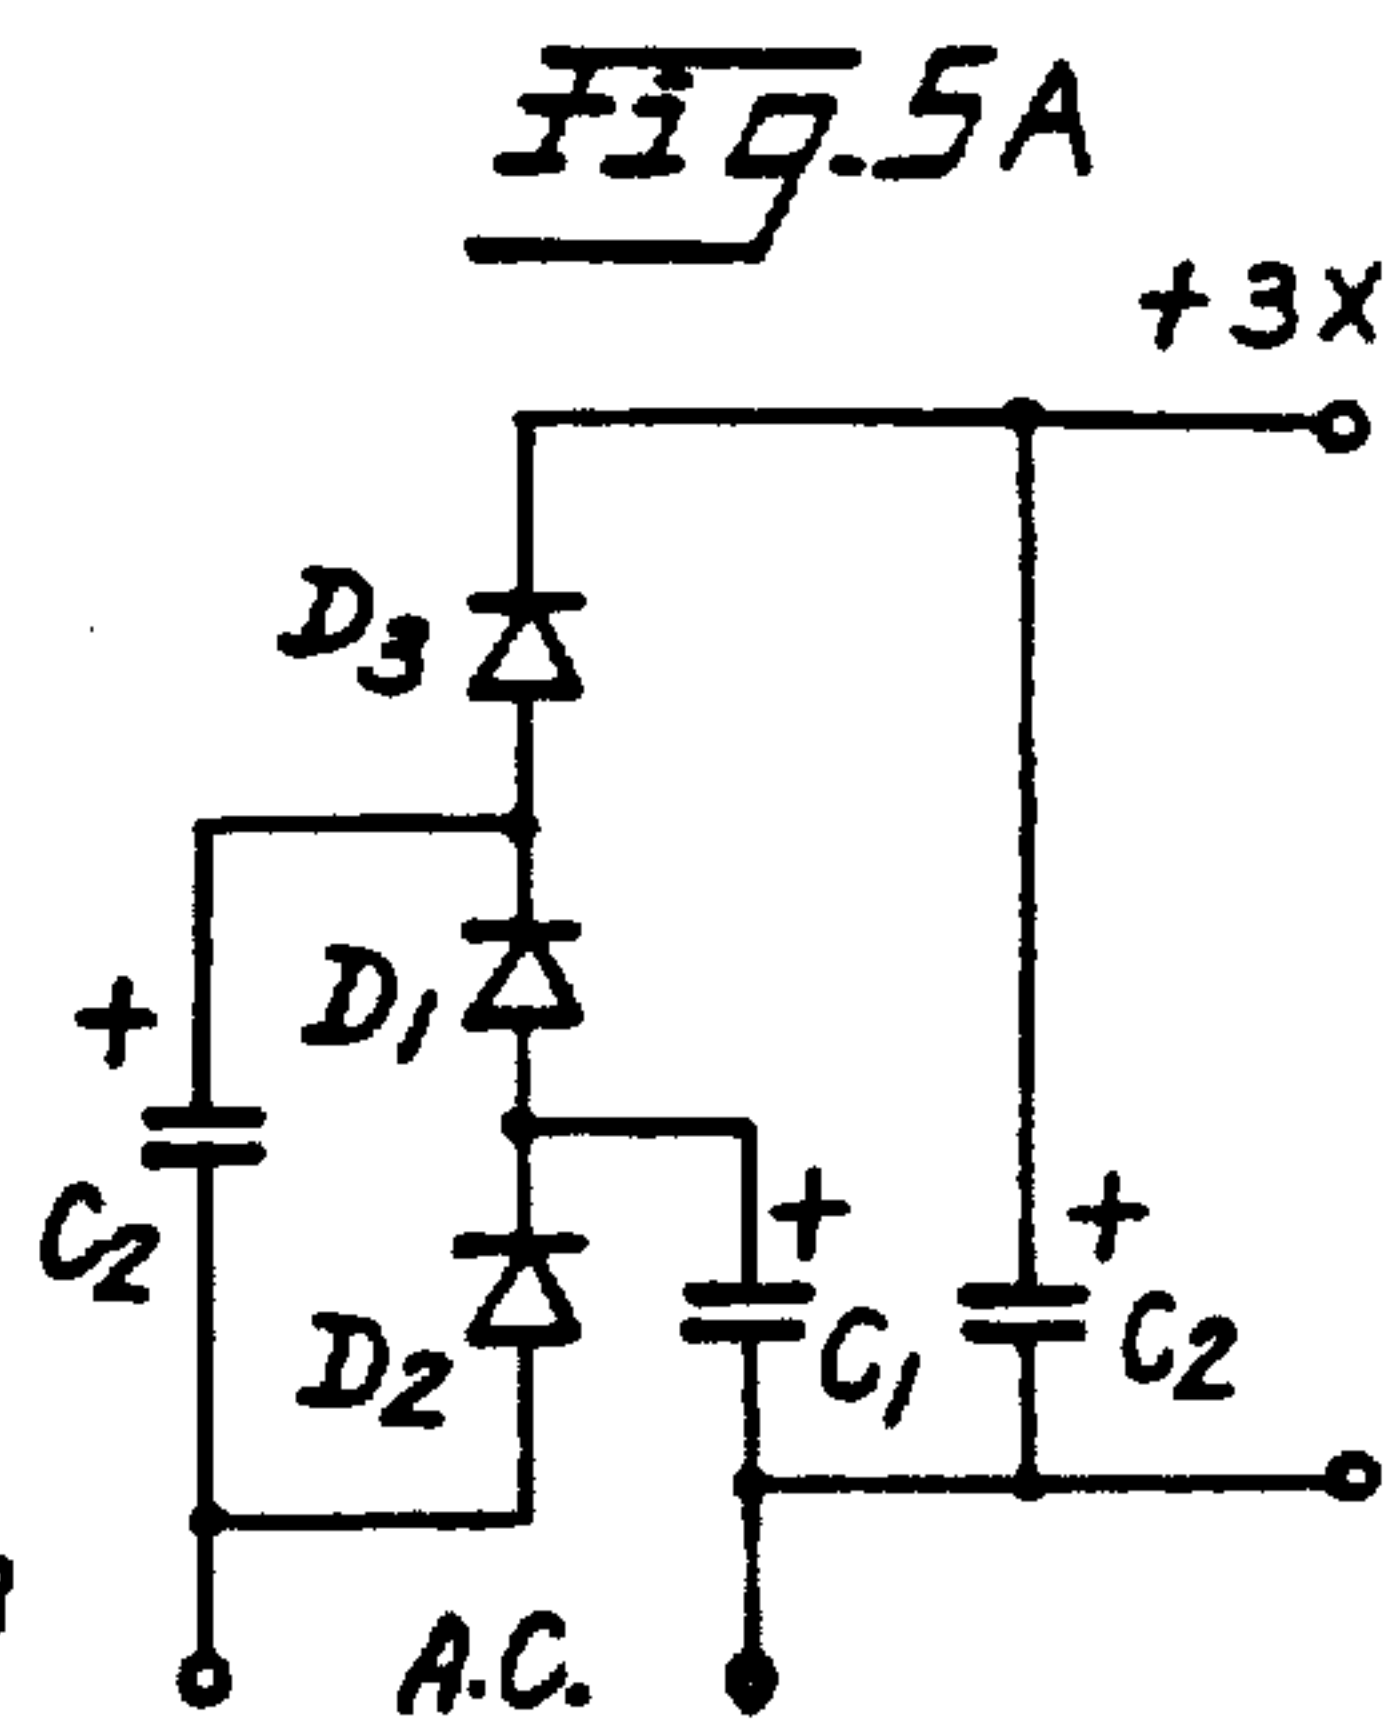 Fig. 5A
+3X
D3
D1
+
C2
D2
+
C1
+
C2
A.C.